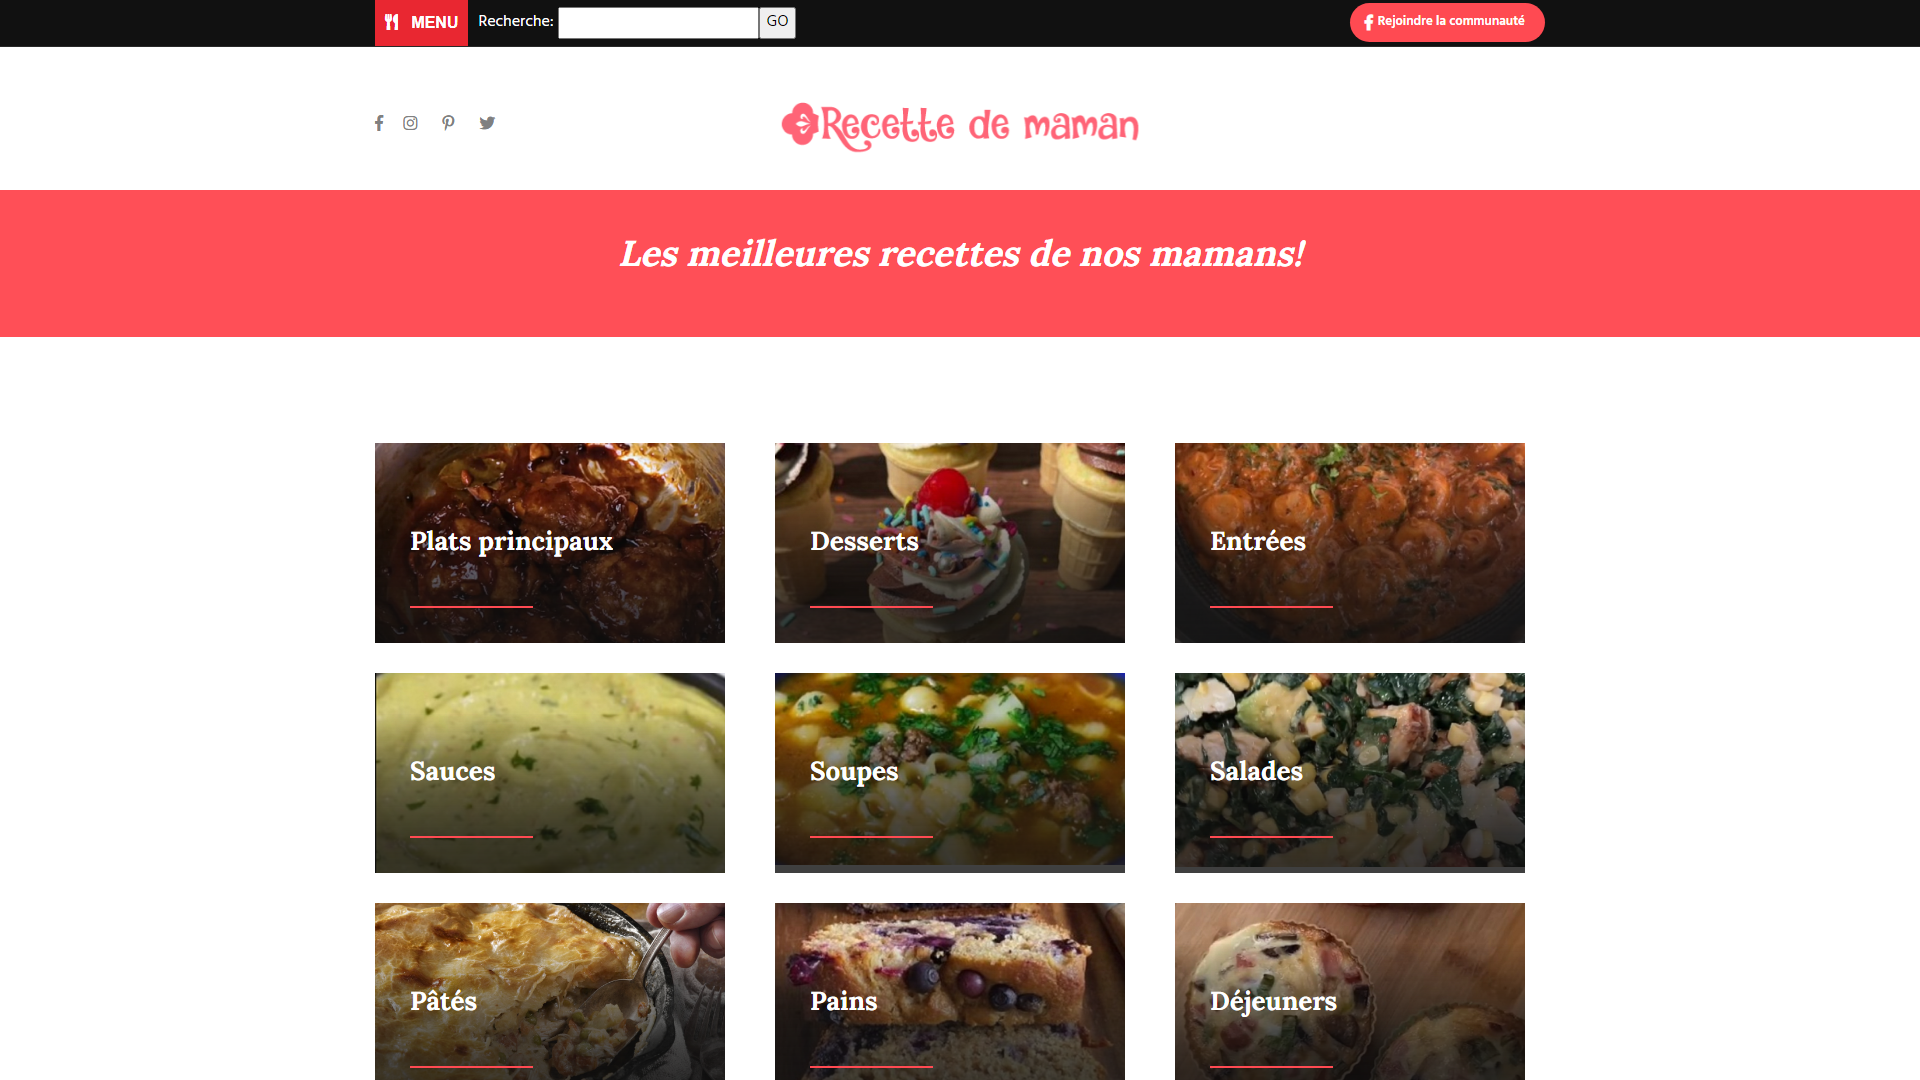 MENU
Recherche:
GO
Rejoindre la communauté
Recette de maman
Les meilleures recettes de nos mamans!
Plats principaux
Desserts
Entrées
Sauces
Soupes
Salades
Pâtés
Pains
Déjeuners